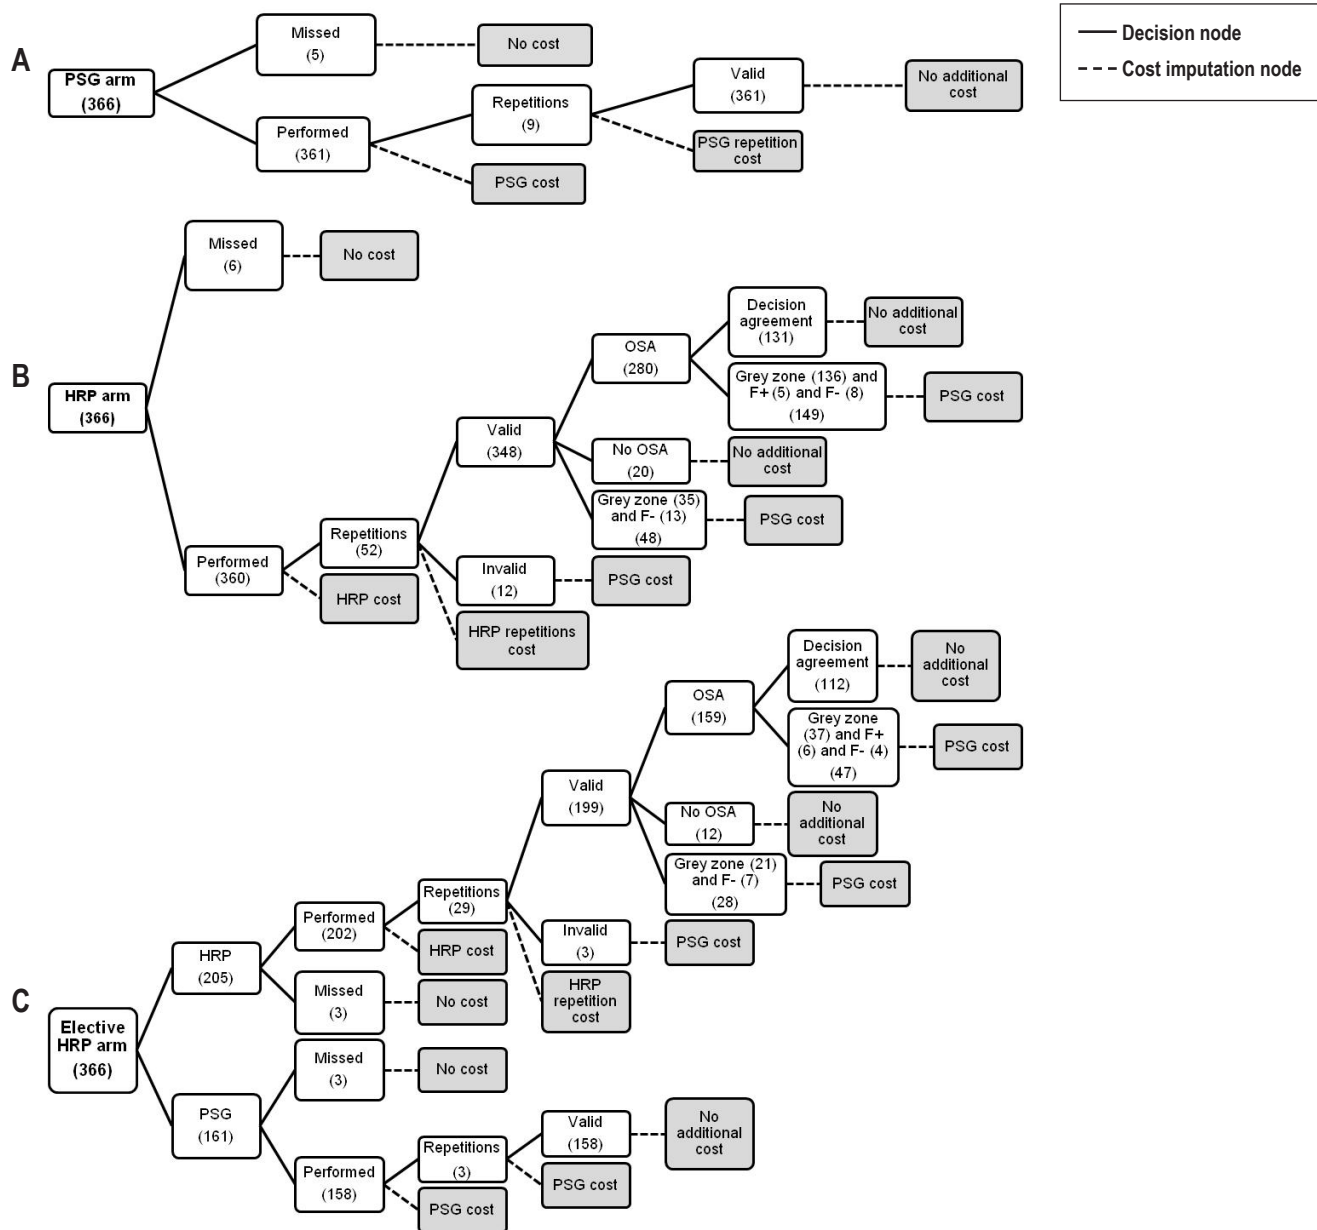 Decision node
Cost imputation node
A
PSG arm
(366)
Missed
(5)
No cost
Performed
(361)
Repetitions
(9)
PSG cost
Valid
(361)
No additional
cost
PSG repetition
cost
B
HRP arm
(366)
Missed
(6)
No cost
Performed
(360)
Repetitions
(52)
HRP cost
Valid
(348)
Invalid
(12)
HRP repetitions
cost
OSA
(280)
No OSA
(20)
Grey zone (35)
and F- (13)
(48)
PSG cost
Decision
agreement
(131)
No additional
cost
Grey zone (136) and
F+ (5) and F- (8)
(149)
PSG cost
No additional
cost
PSG cost
C
Elective
HRP arm
(366)
HRP
(205)
PSG
(161)
Performed
(202)
Missed
(3)
No cost
Repetitions
(29)
HRP cost
Valid
(199)
Invalid
(3)
PSG cost
HRP
repetition
cost
OSA
(159)
No OSA
(12)
Grey zone (21)
and F- (7)
(28)
Decision
agreement
(112)
No
additional
cost
Grey zone
(37) and F+
(6) and F- (4)
(47)
PSG cost
No
additional
cost
PSG cost
Missed
(3)
No cost
Performed
(158)
Repetitions
(3)
PSG cost
Valid
(158)
PSG cost
No
additional
cost